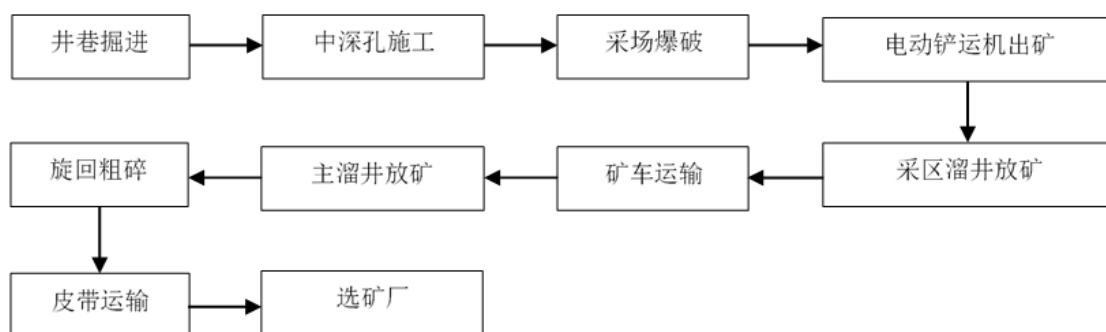 井巷掘进
中深孔施工
采场爆破
电动铲运机出矿
旋回粗碎
主溜井放矿
矿车运输
采区溜井放矿
皮带运输
选矿厂